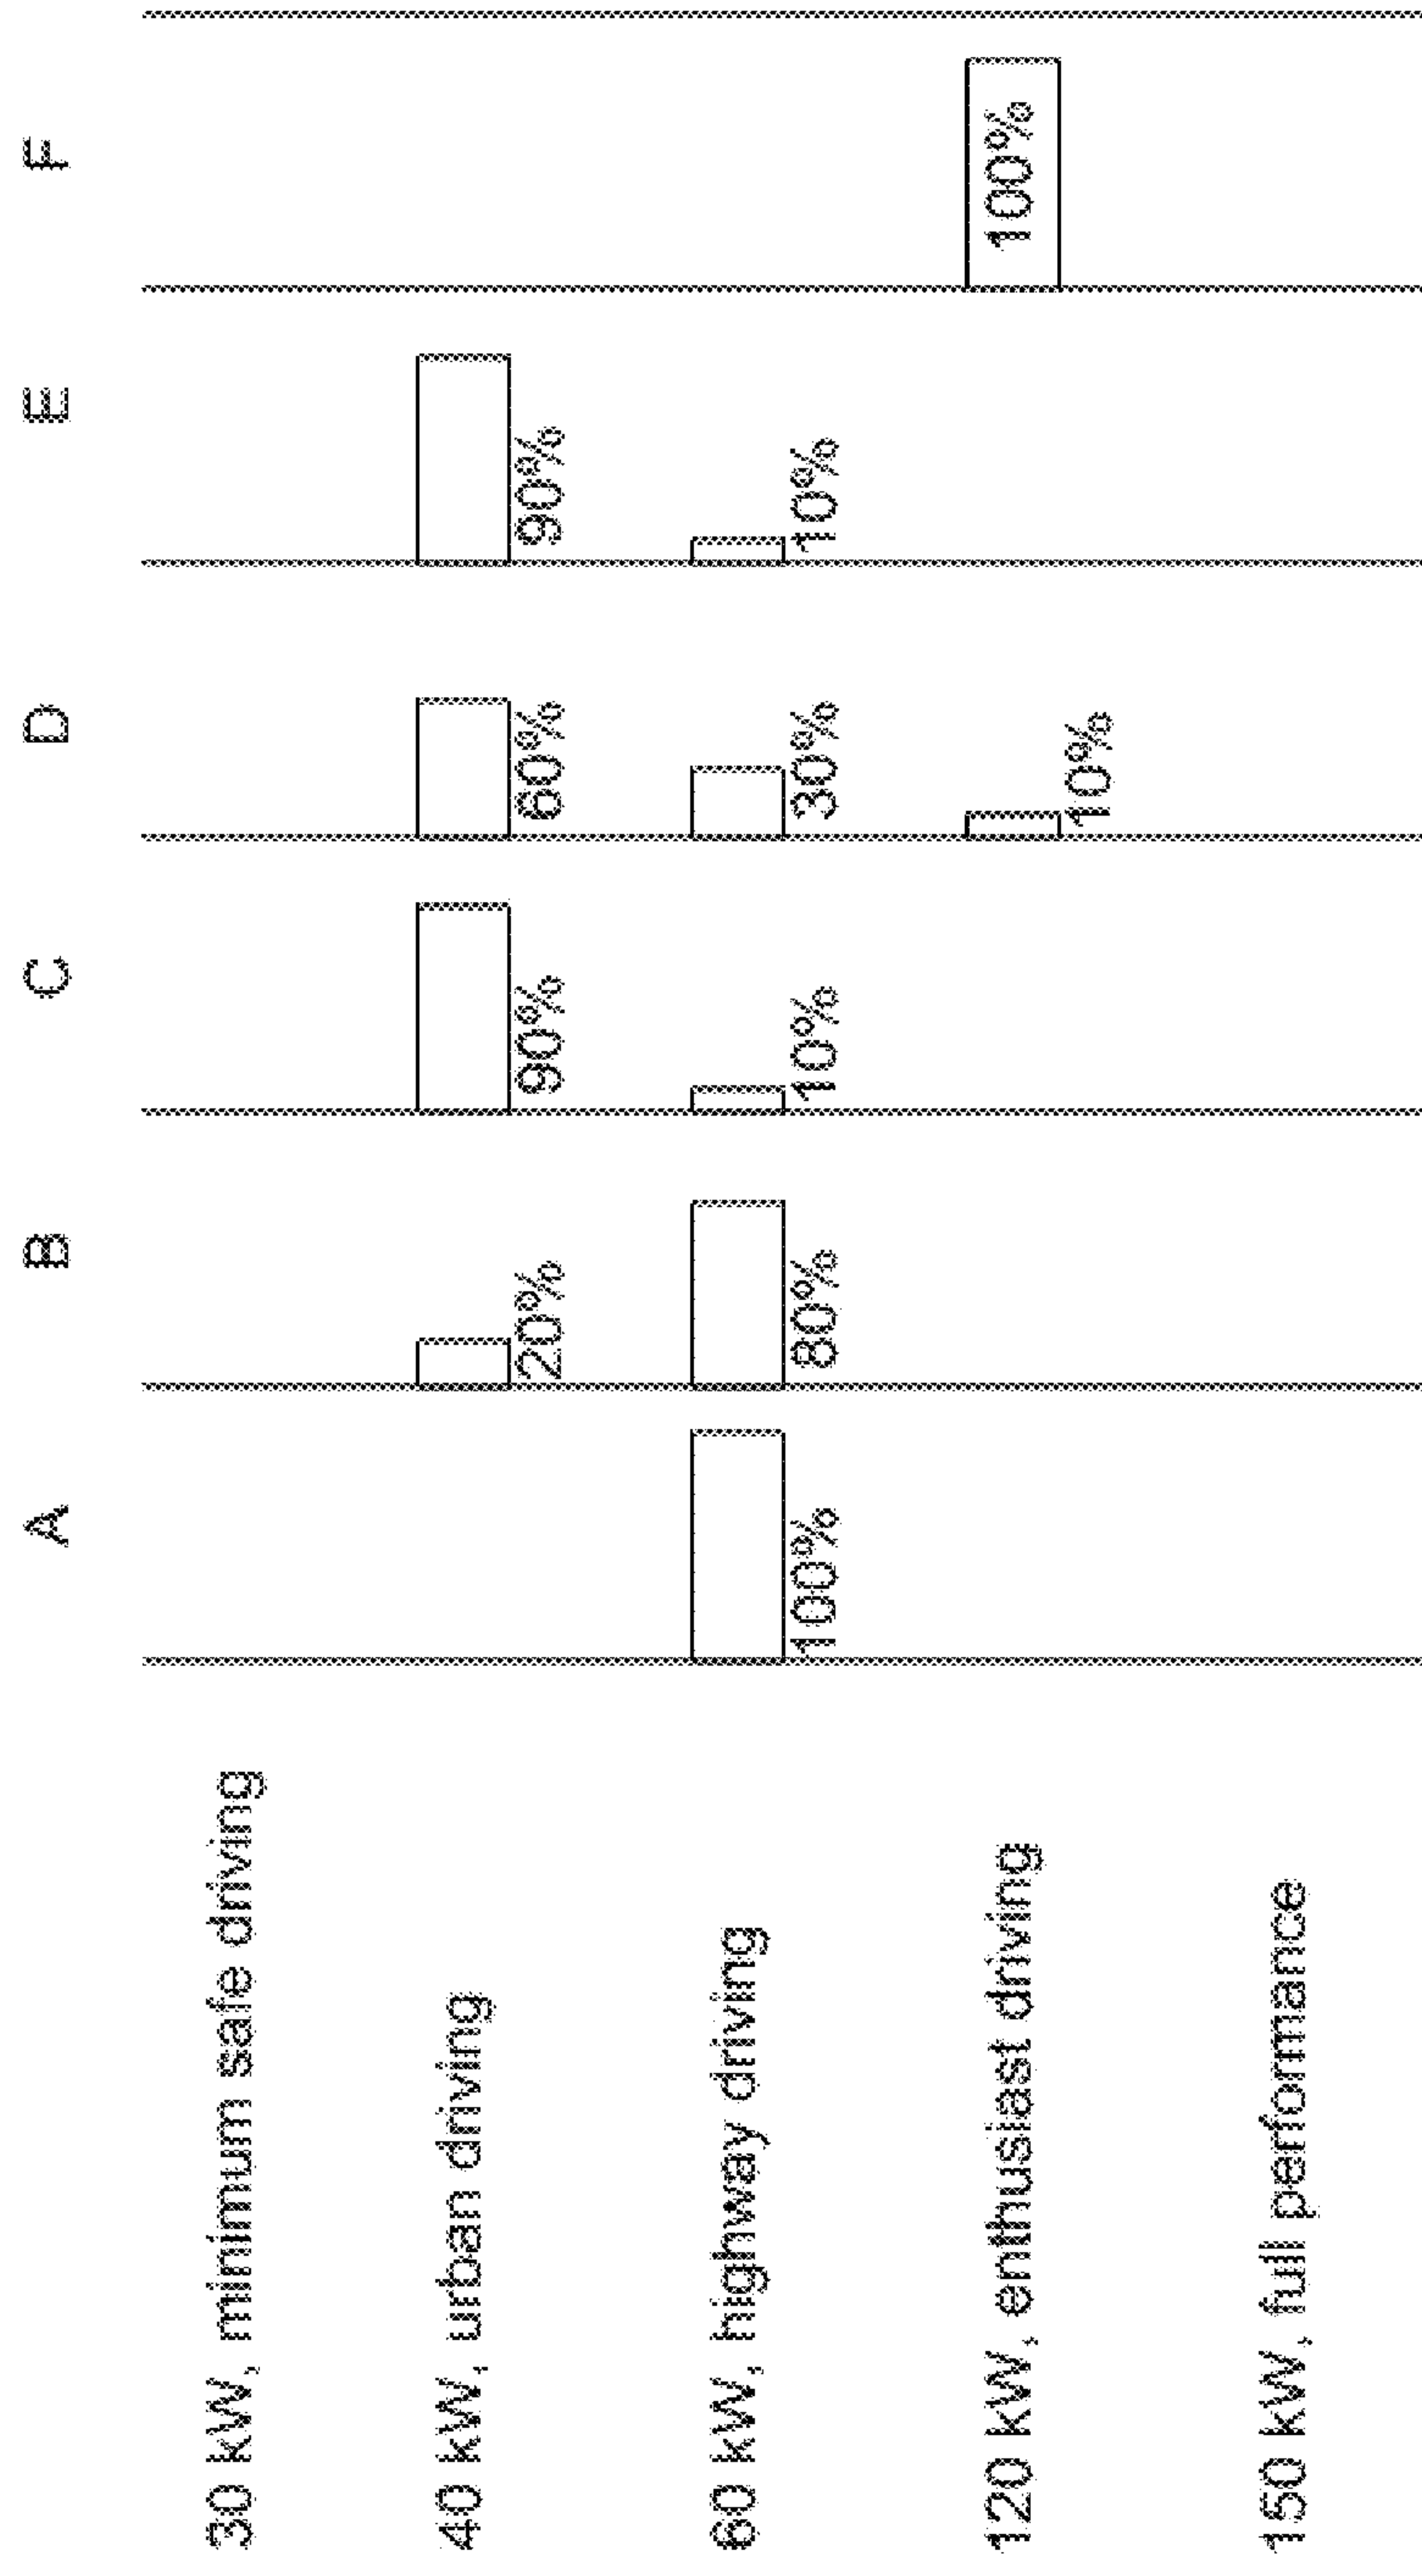 A B C D E F
30 kW, minimum safe driving
40 kW, urban driving 20% 90% 60% 90%
60 kW, highway driving 100% 80% 10% 30% 10%
120 kW, enthusiast driving 10% 100%
150 kW, full performance